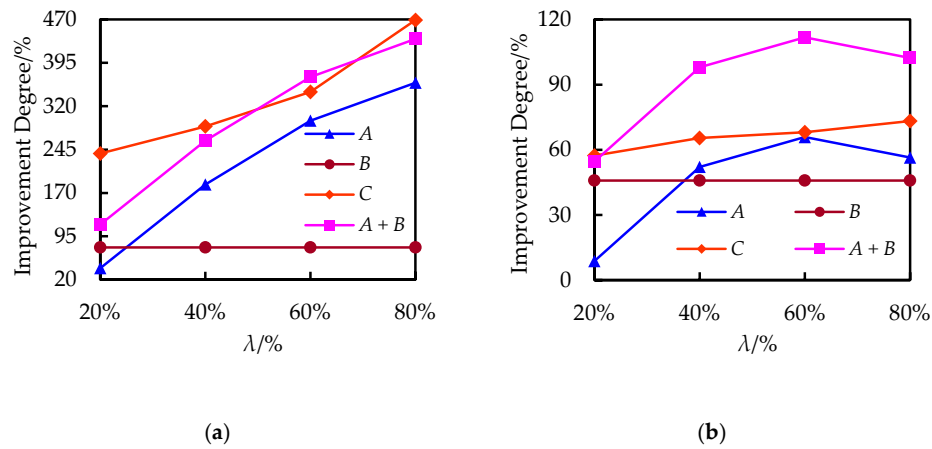 Improvement Degree/%
470
395
320
245
170
95
20
A
B
C
A + B
20% 40% 60% 80%
λ/%
(a)
Improvement Degree/%
120
90
60
30
0
A B
C A + B
20% 40% 60% 80%
λ/%
(b)